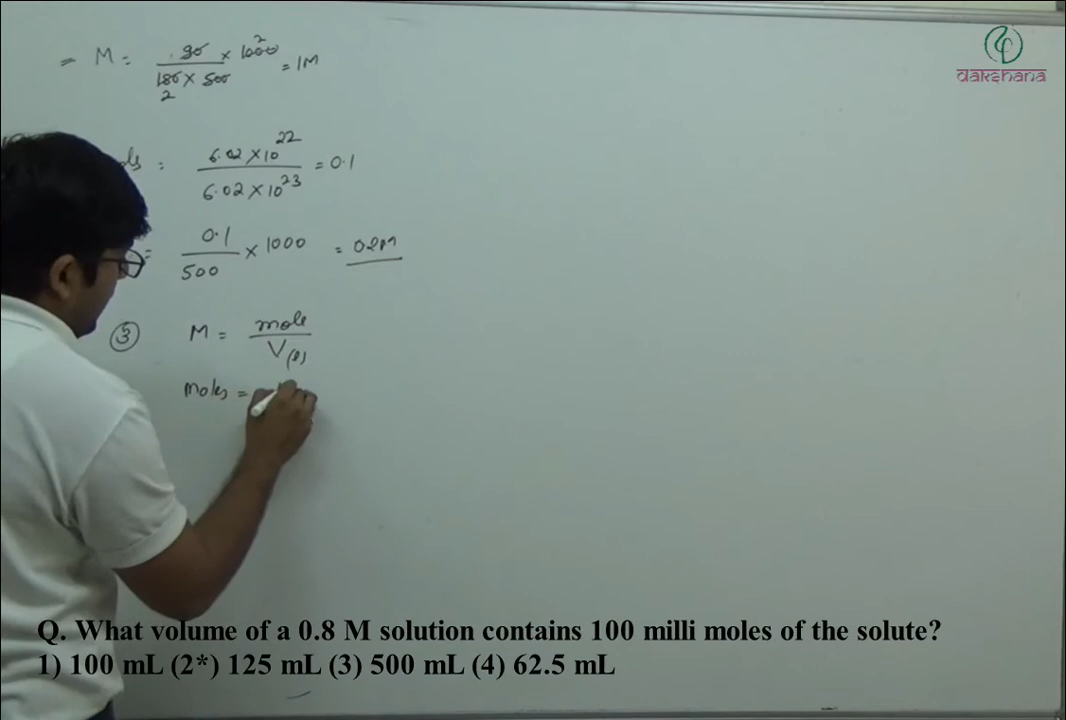 dakshana
= M = 90 × 1000 2
180 × 500 = 1M
2
6.02 × 10^22
6.02 × 10^23 = 0.1
= 0.1
500 × 1000 = 0.2M
③ M = mole
V(l)
moles =
Q. What volume of a 0.8 M solution contains 100 milli moles of the solute?
1) 100 mL (2*) 125 mL (3) 500 mL (4) 62.5 mL